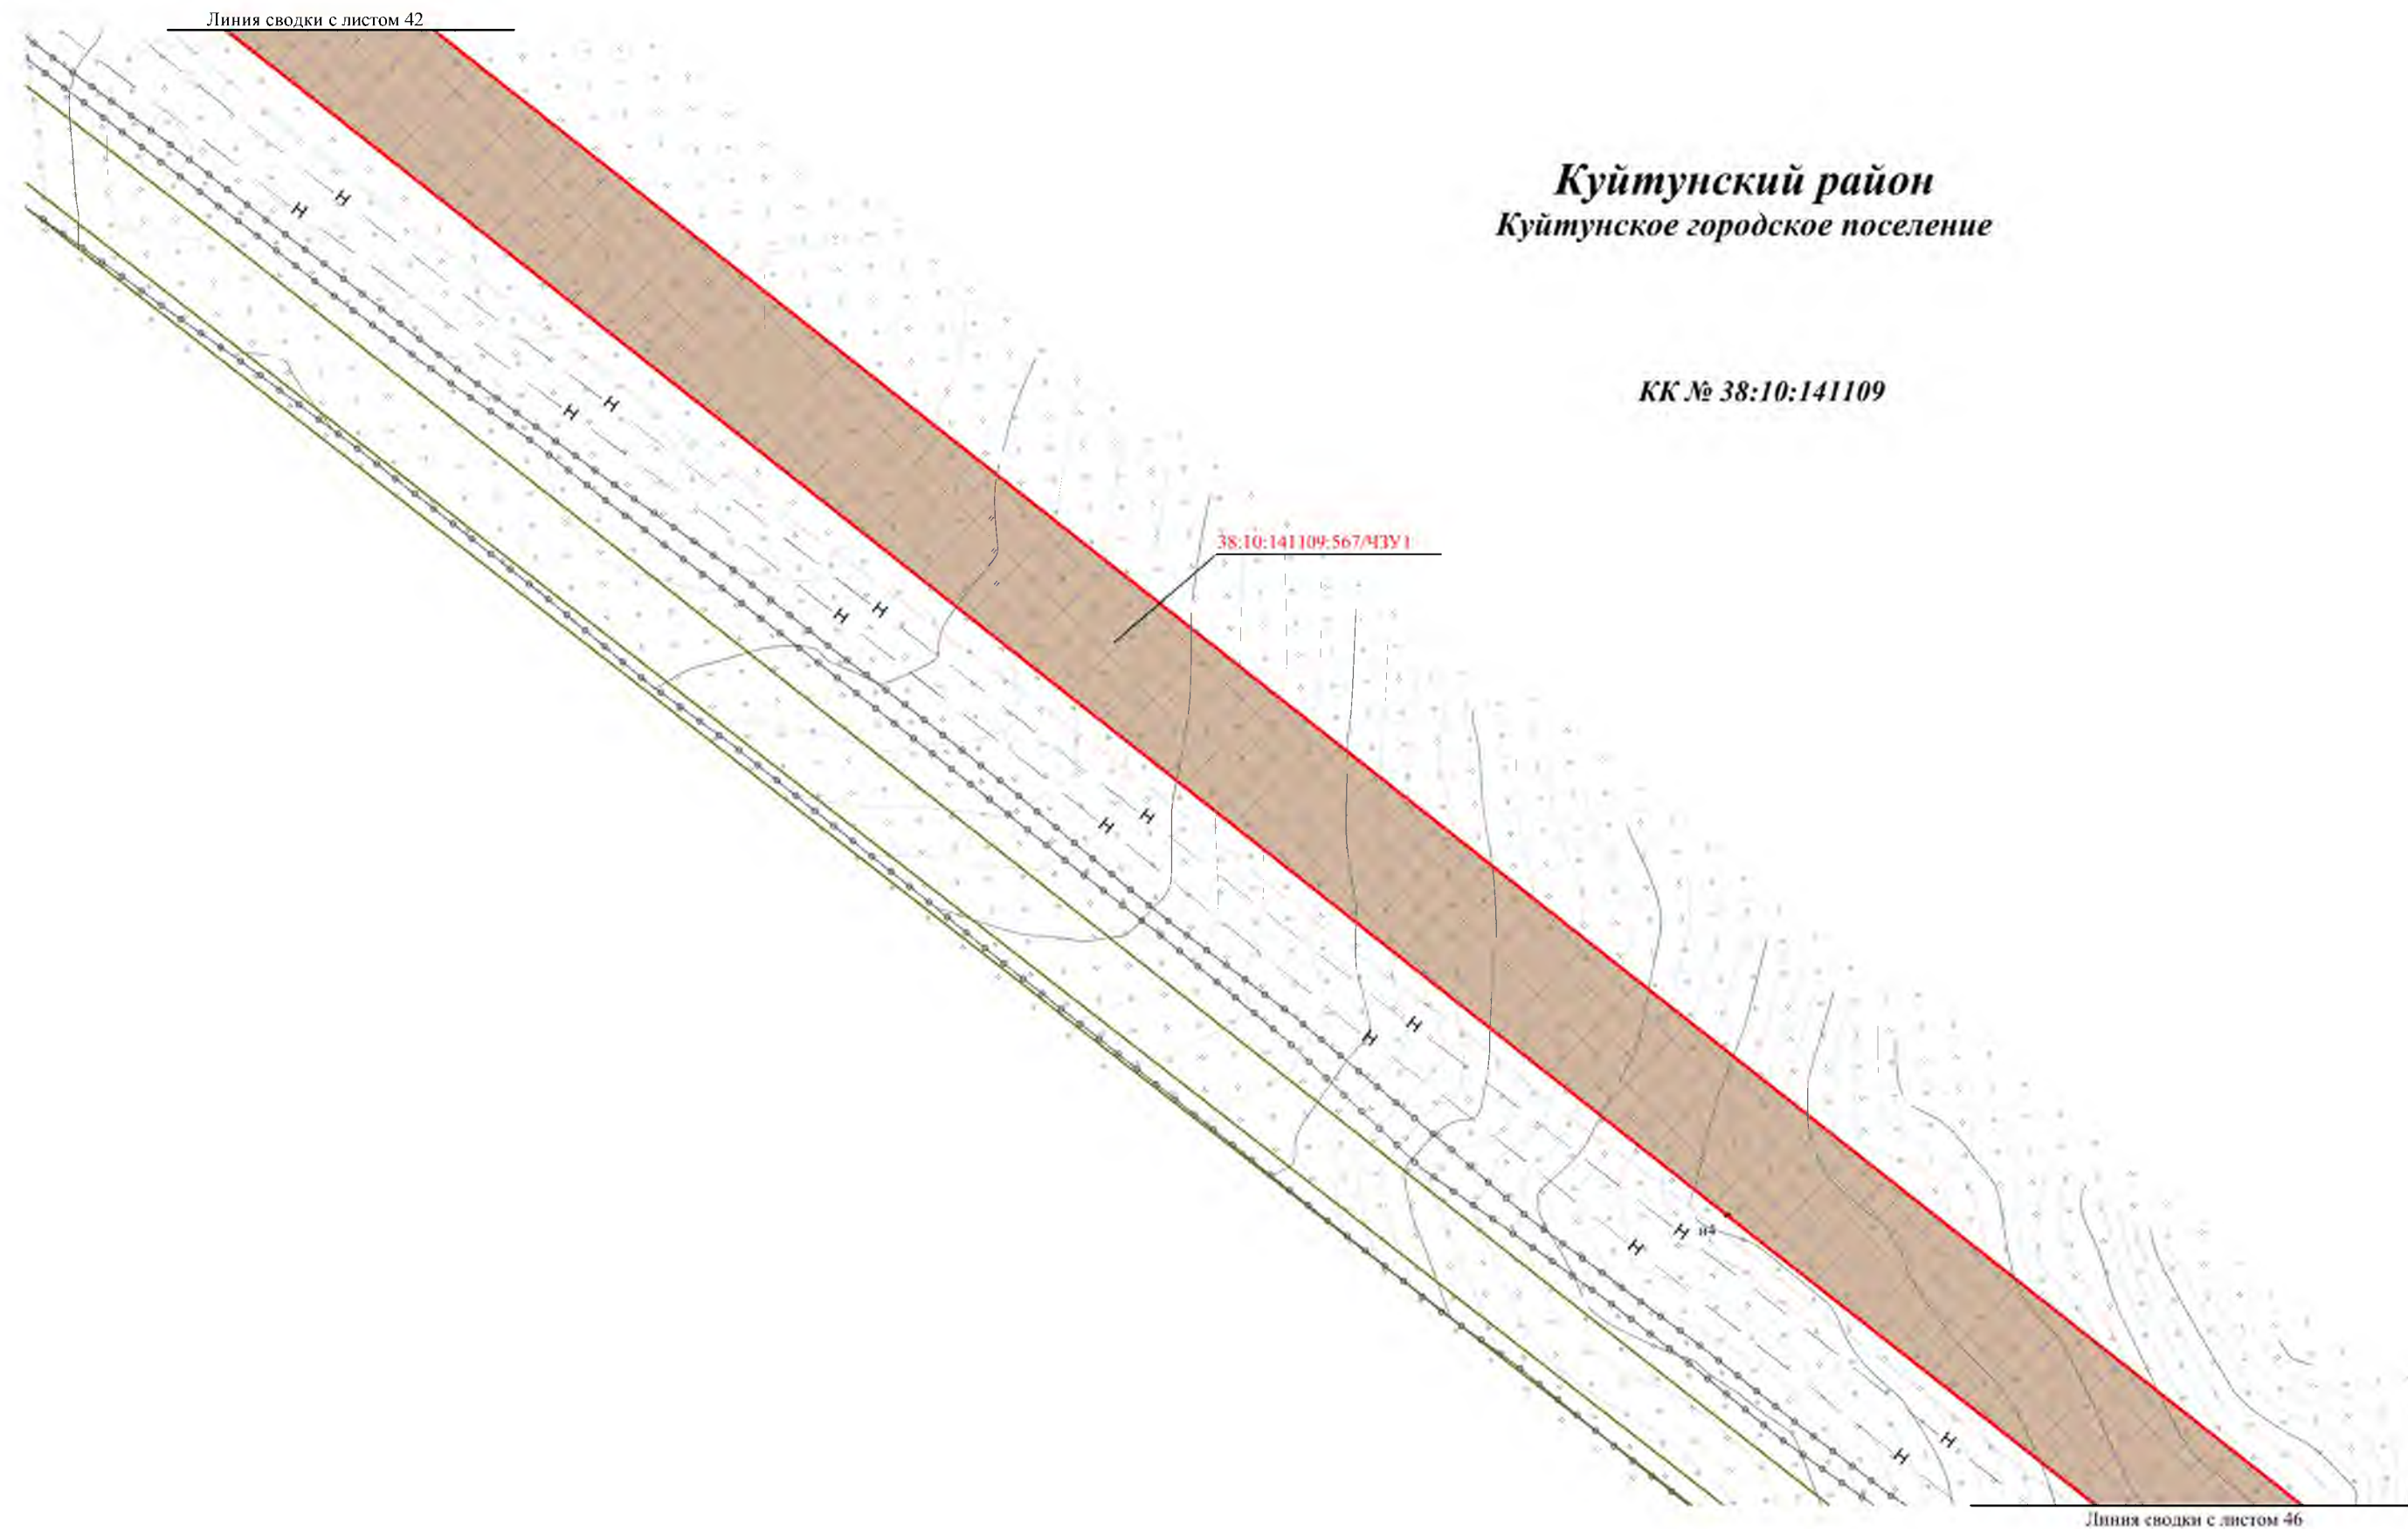 Линия сводки с листом 42
Куйтунский район
Куйтунское городское поселение
КК № 38:10:141109
Н
Н
Н
Н
38:10:141109:567/ЧЗУ1
Н
Н
Н
Н
Н
Н
Н
н4
Н
Н
Н
Линия сводки с листом 46